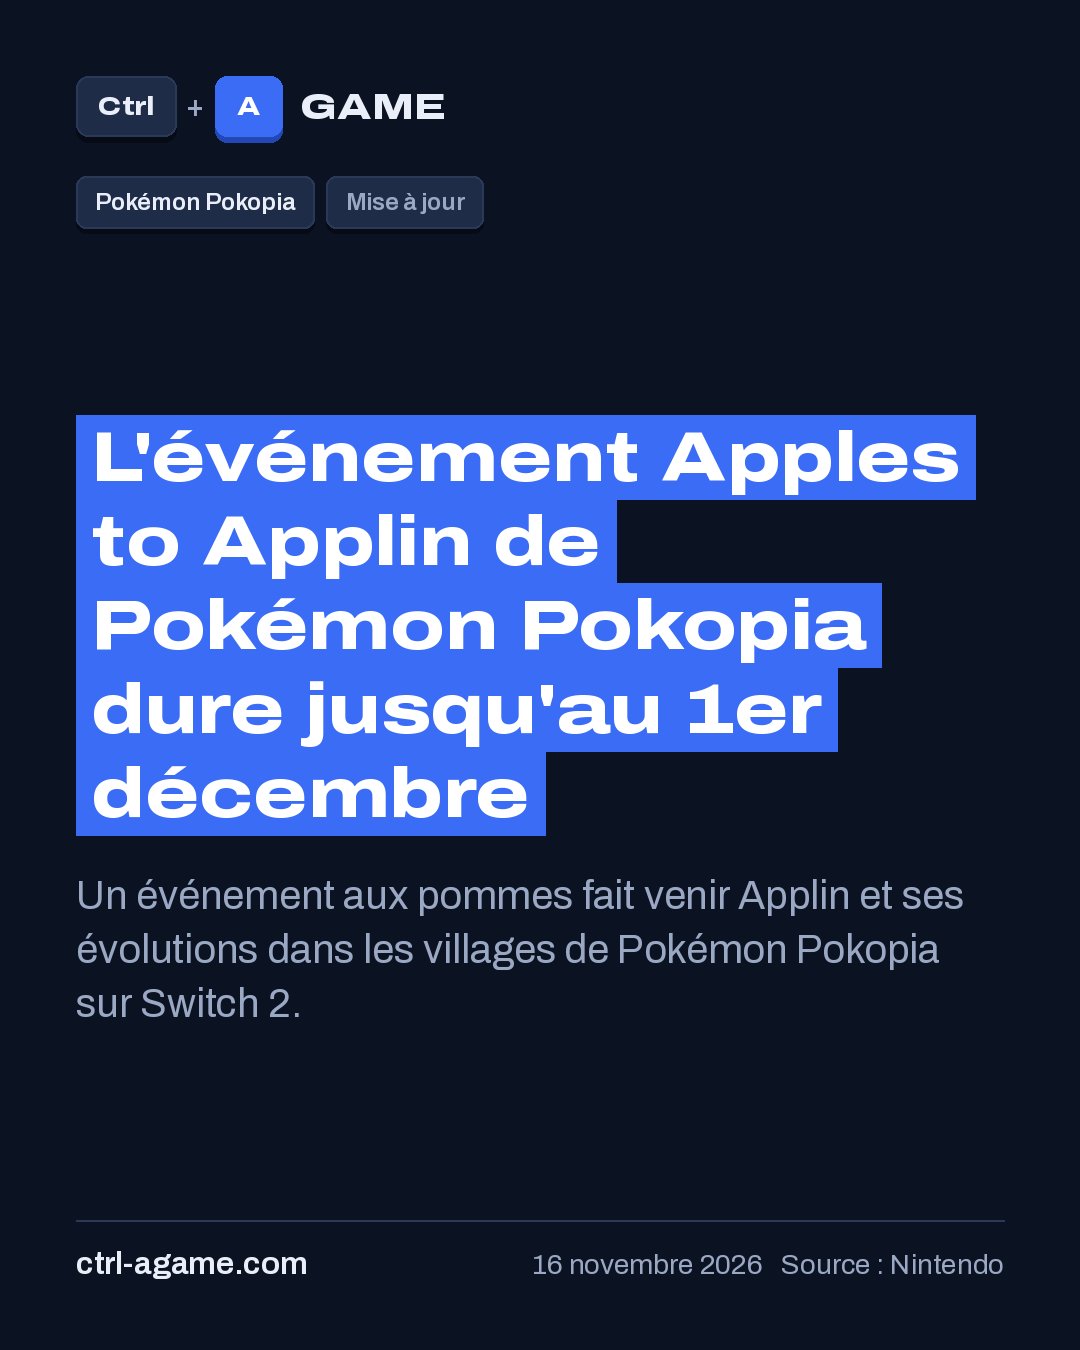 Ctrl + A GAME
Pokémon Pokopia Mise à jour
L'événement Apples
to Applin de
Pokémon Pokopia
dure jusqu'au 1er
décembre
Un événement aux pommes fait venir Applin et ses
évolutions dans les villages de Pokémon Pokopia
sur Switch 2.
ctrl-agame.com 16 novembre 2026 Source : Nintendo